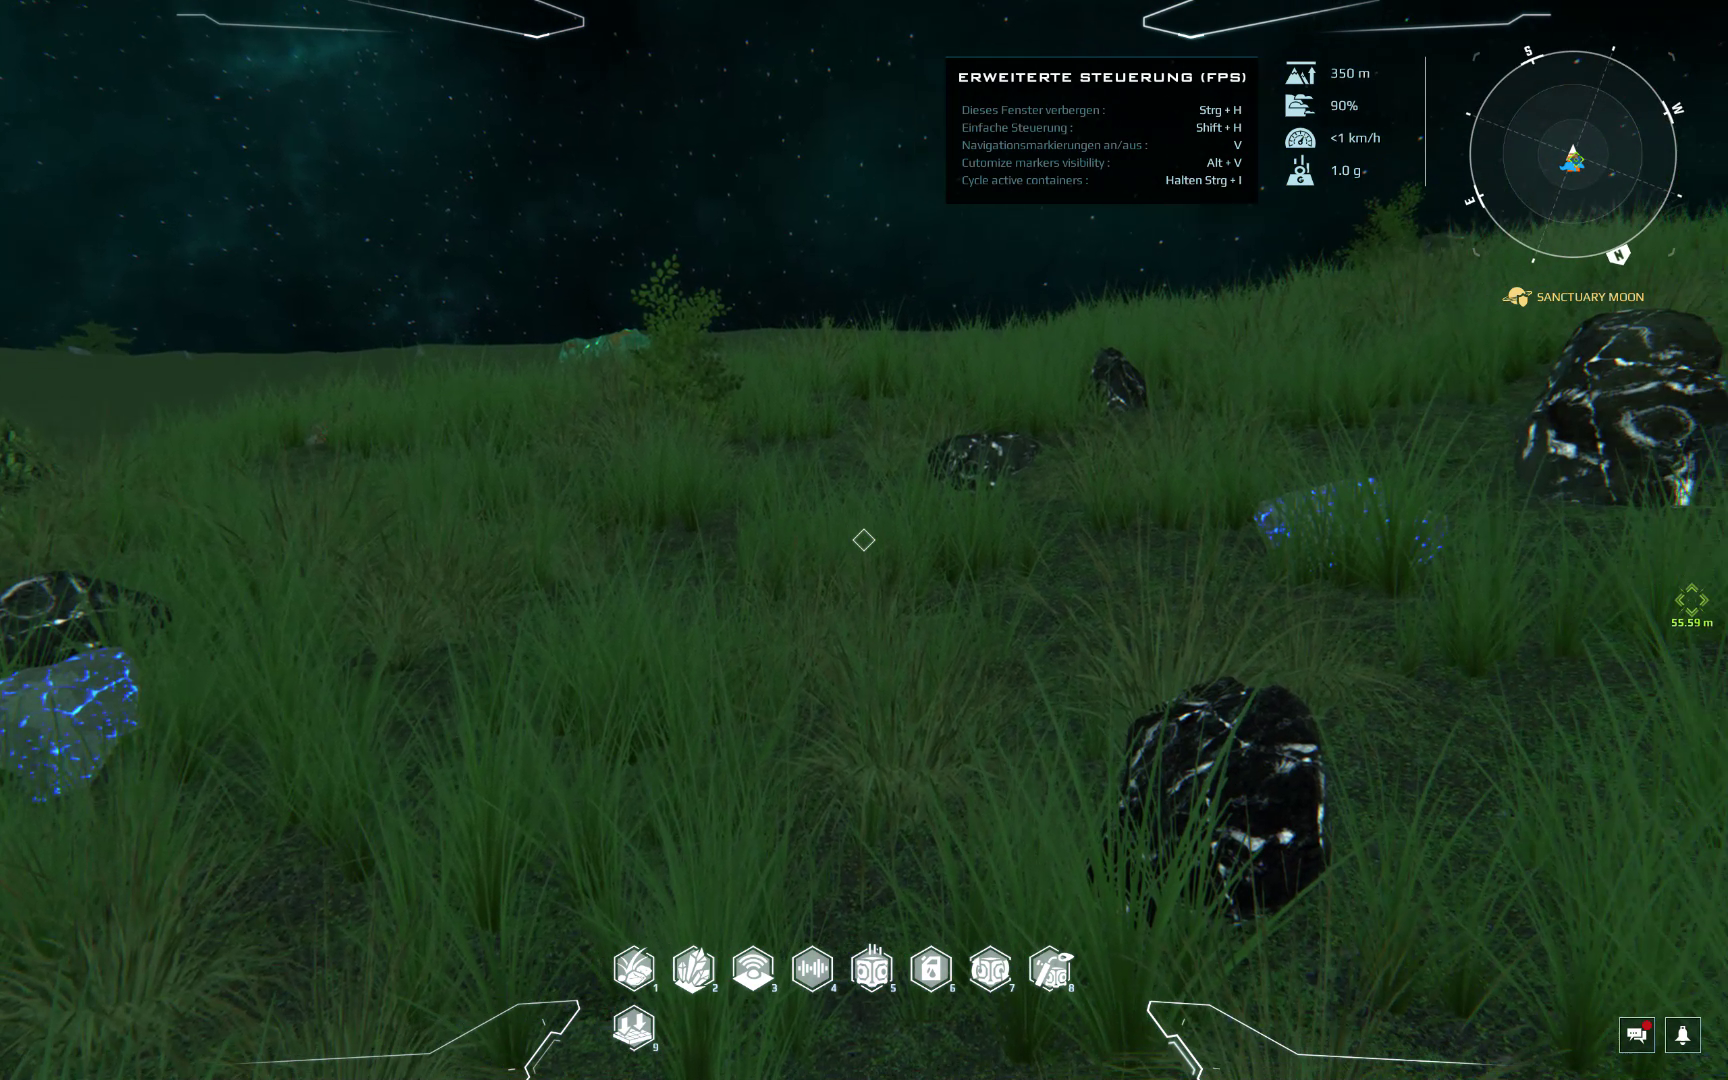 ERWEITERTE STEUERUNG (FPS)
Dieses Fenster verbergen : Strg + H
Einfache Steuerung : Shift + H
Navigationsmarkierungen an/aus : V
Cutomize markers visibility : Alt + V
Cycle active containers : Halten Strg + I
350 m
90%
<1 km/h
1.0 g
G
S
W
E
N
SANCTUARY MOON
55.59 m
1 2 3 4 5 6 7 8
9